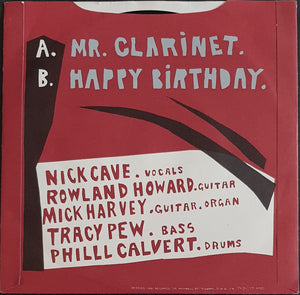 A. MR. CLARINET.
B. HAPPY BIRTHDAY.
NICK CAVE. VOCALS
ROWLAND HOWARD. GUITAR
MICK HARVEY. GUITAR. ORGAN
TRACY PEW. BASS
PHILLL CALVERT. DRUMS